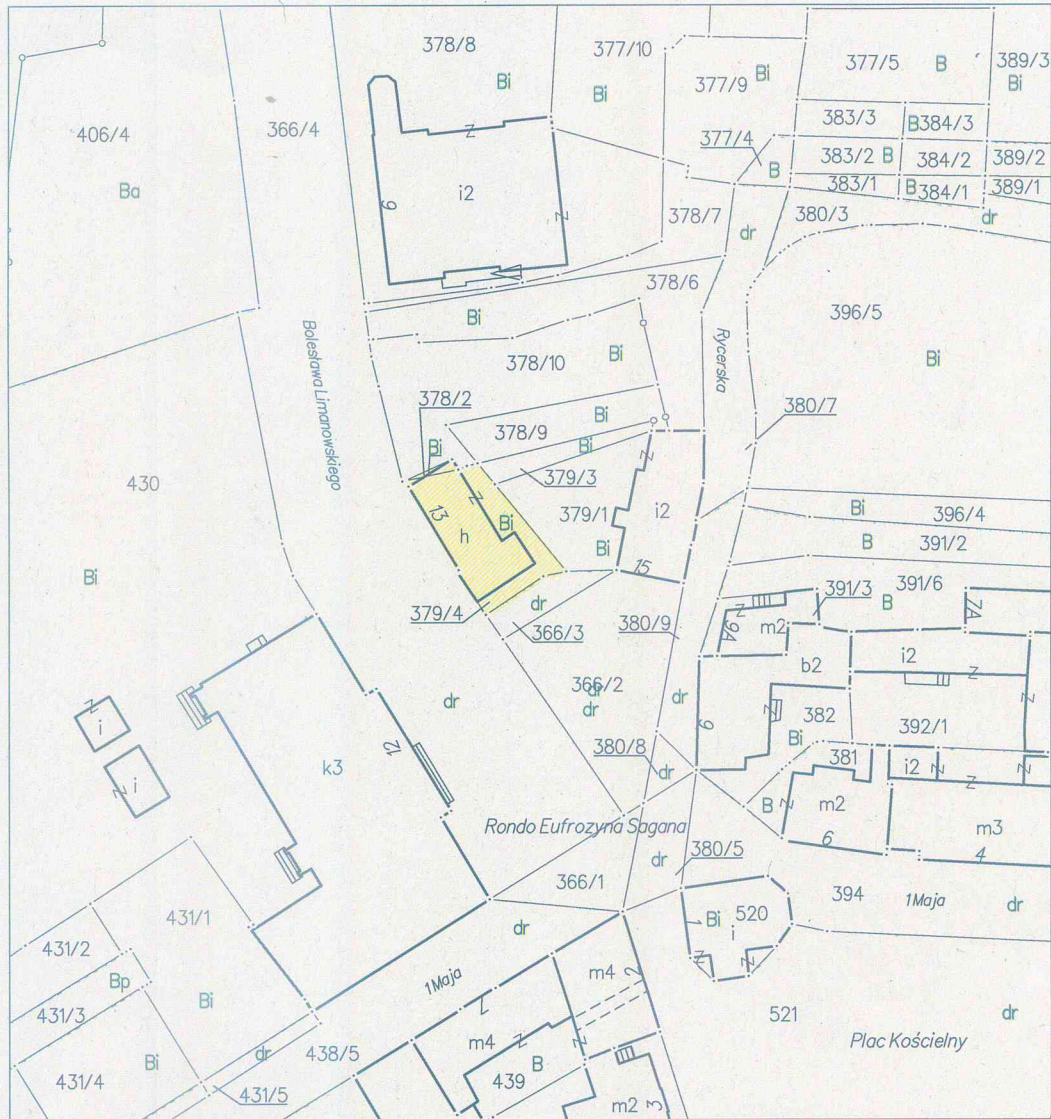 378/8
377/10
377/9
Bi
377/5
B
389/3
Bi
Bi
Bi
406/4
366/4
383/3
B
384/3
377/4
383/2
B
384/2
389/2
Ba
Z
B
383/1
B
384/1
389/1
9
i2
Z
378/7
dr
380/3
dr
378/6
Bi
396/5
Bolesława Limanowskiego
378/10
Bi
Rycerska
Bi
378/2
380/7
Bi
378/9
Bi
Bi
430
379/3
Z
13
Z
Bi
379/1
i2
Bi
396/4
h
Bi
B
391/2
Bi
15
dr
391/3
391/6
379/4
366/3
380/9
Z
B
7A
9A
m2
b2
i2
Z
366/2
dr
dr
dr
dr
Z
i
Z
i
k3
12
9
Z
382
Bi
392/1
Z
380/8
dr
381
i2
Z
Z
B
Z
m2
Z
m3
Rondo Eufrozyna Sagana
6
4
dr
380/5
366/1
394
1 Maja
dr
431/1
Bi
520
i
431/2
dr
Bp
Bi
1 Maja
m4
2
Z
Z
431/3
521
dr
m4
Z
Z
Plac Kościelny
Bi
dr
438/5
B
439
431/4
431/5
m2
3